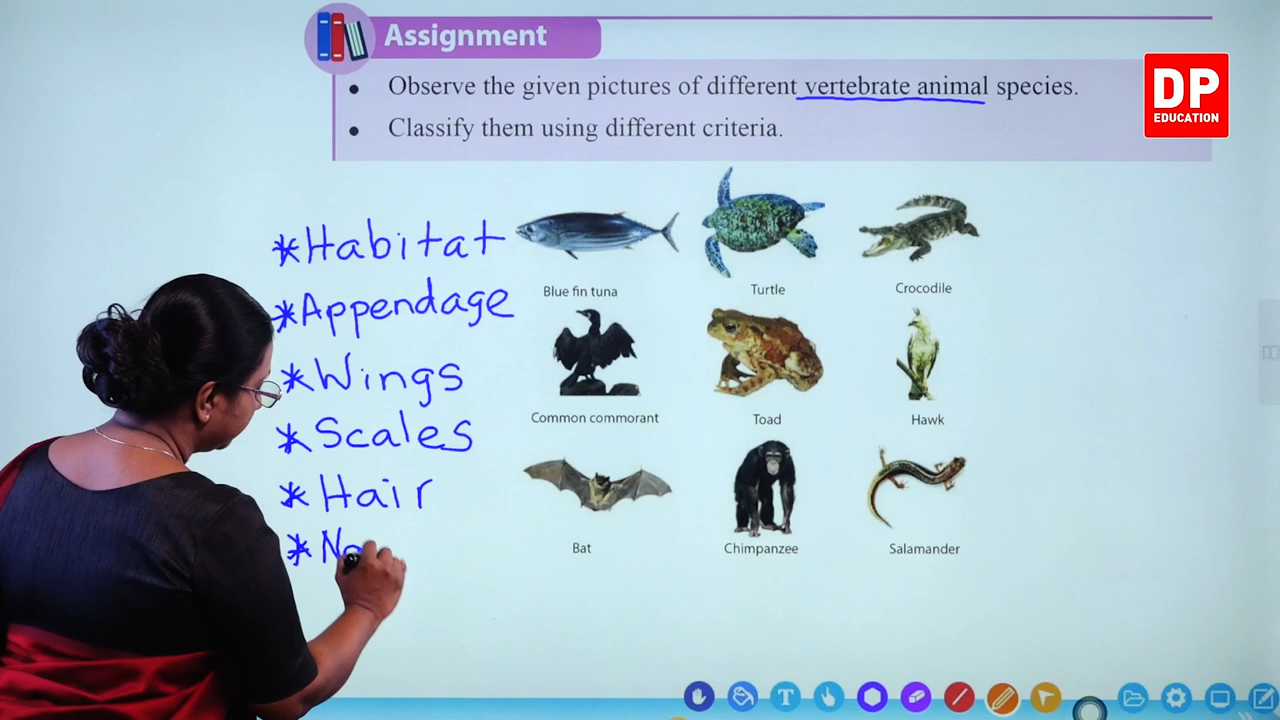 Assignment
• Observe the given pictures of different vertebrate animal species.
• Classify them using different criteria.
DP
EDUCATION
*Habitat
*Appendage
*Wings
*Scales
*Hair
*No
Blue fin tuna
Turtle
Crocodile
Common commorant
Toad
Hawk
Bat
Chimpanzee
Salamander
T